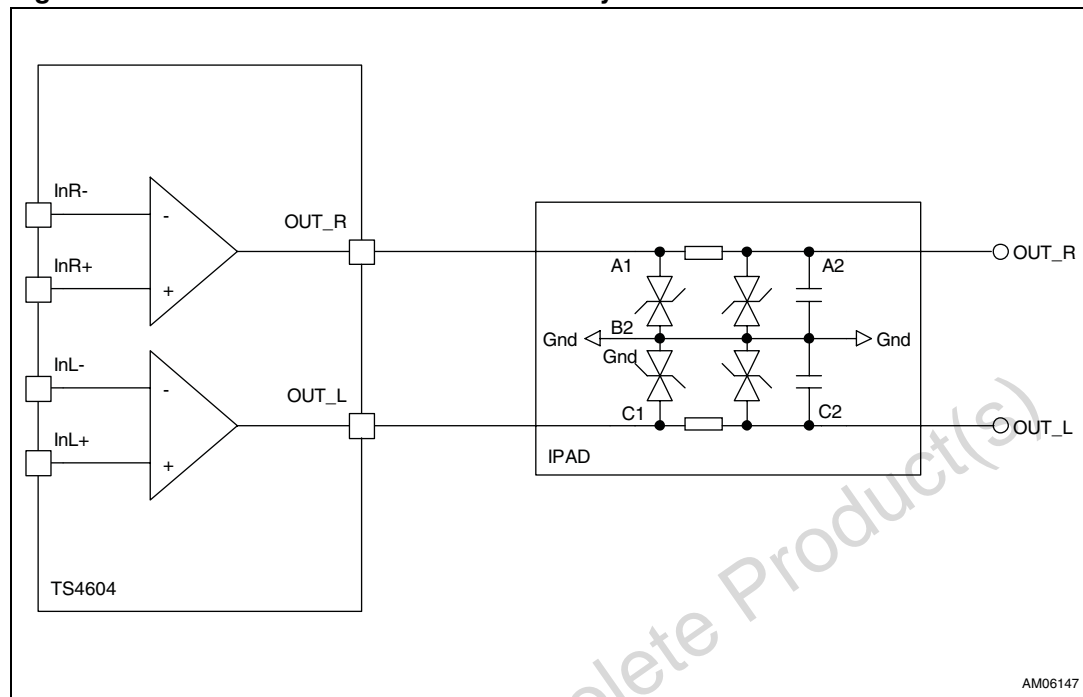 InR-
-
OUT_R
InR+
+
InL-
-
OUT_L
InL+
+
TS4604
A1
A2
OUT_R
Gnd
B2
Gnd
Gnd
C1
C2
OUT_L
IPAD
Product(s)
AM06147